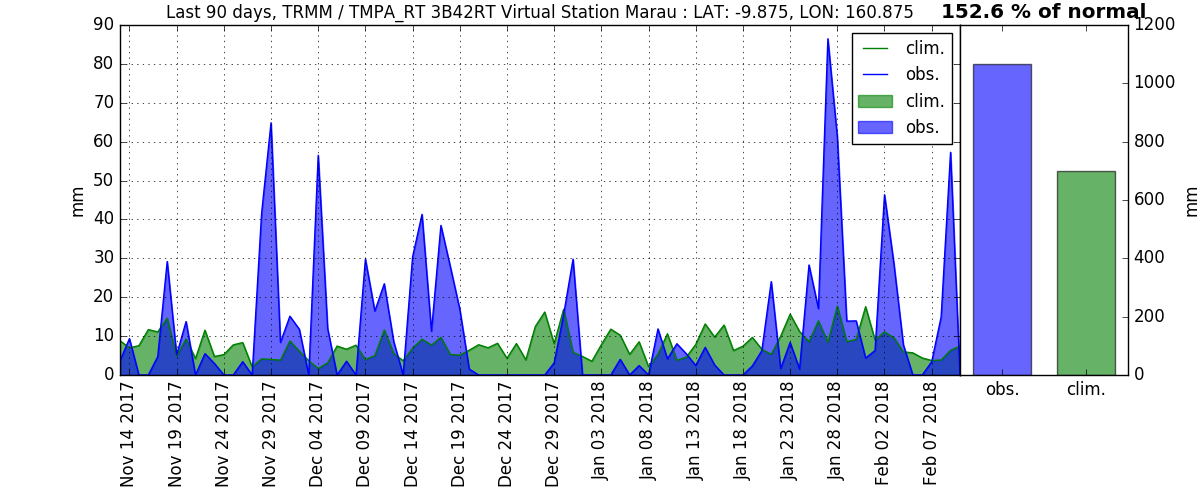 Last 90 days, TRMM / TMPA_RT 3B42RT Virtual Station Marau : LAT: -9.875, LON: 160.875
152.6 % of normal
90
80
70
60
50
40
30
20
10
0
mm
clim.
obs.
clim.
obs.
1200
1000
800
600
400
200
0
mm
Nov 14 2017
Nov 19 2017
Nov 24 2017
Nov 29 2017
Dec 04 2017
Dec 09 2017
Dec 14 2017
Dec 19 2017
Dec 24 2017
Dec 29 2017
Jan 03 2018
Jan 08 2018
Jan 13 2018
Jan 18 2018
Jan 23 2018
Jan 28 2018
Feb 02 2018
Feb 07 2018
obs.
clim.